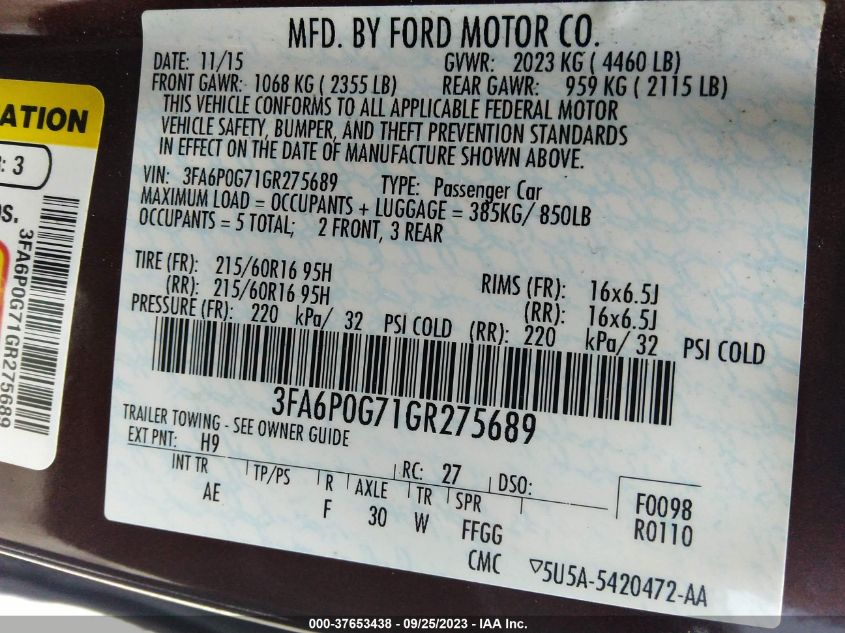 MFD. BY FORD MOTOR CO.
DATE: 11/15 GVWR: 2023 KG ( 4460 LB)
FRONT GAWR: 1068 KG ( 2355 LB) REAR GAWR: 959 KG ( 2115 LB)
THIS VEHICLE CONFORMS TO ALL APPLICABLE FEDERAL MOTOR
VEHICLE SAFETY, BUMPER, AND THEFT PREVENTION STANDARDS
IN EFFECT ON THE DATE OF MANUFACTURE SHOWN ABOVE.
VIN: 3FA6P0G71GR275689 TYPE: Passenger Car
MAXIMUM LOAD = OCCUPANTS + LUGGAGE = 385KG/ 850LB
OCCUPANTS = 5 TOTAL; 2 FRONT, 3 REAR
TIRE (FR): 215/60R16 95H RIMS (FR): 16x6.5J
(RR): 215/60R16 95H (RR): 16x6.5J
PRESSURE (FR): 220 kPa/ 32 PSI COLD (RR): 220 kPa/ 32 PSI COLD
3FA6P0G71GR275689
TRAILER TOWING - SEE OWNER GUIDE
EXT PNT: H9 RC: 27 DSO:
INT TR TP/PS R AXLE TR SPR
AE F 30 W FFGG
CMC
F0098
R0110
▽5U5A-5420472-AA
ATION
: 3
3FA6P0G71GR275689
000-37653438 - 09/25/2023 - IAA Inc.